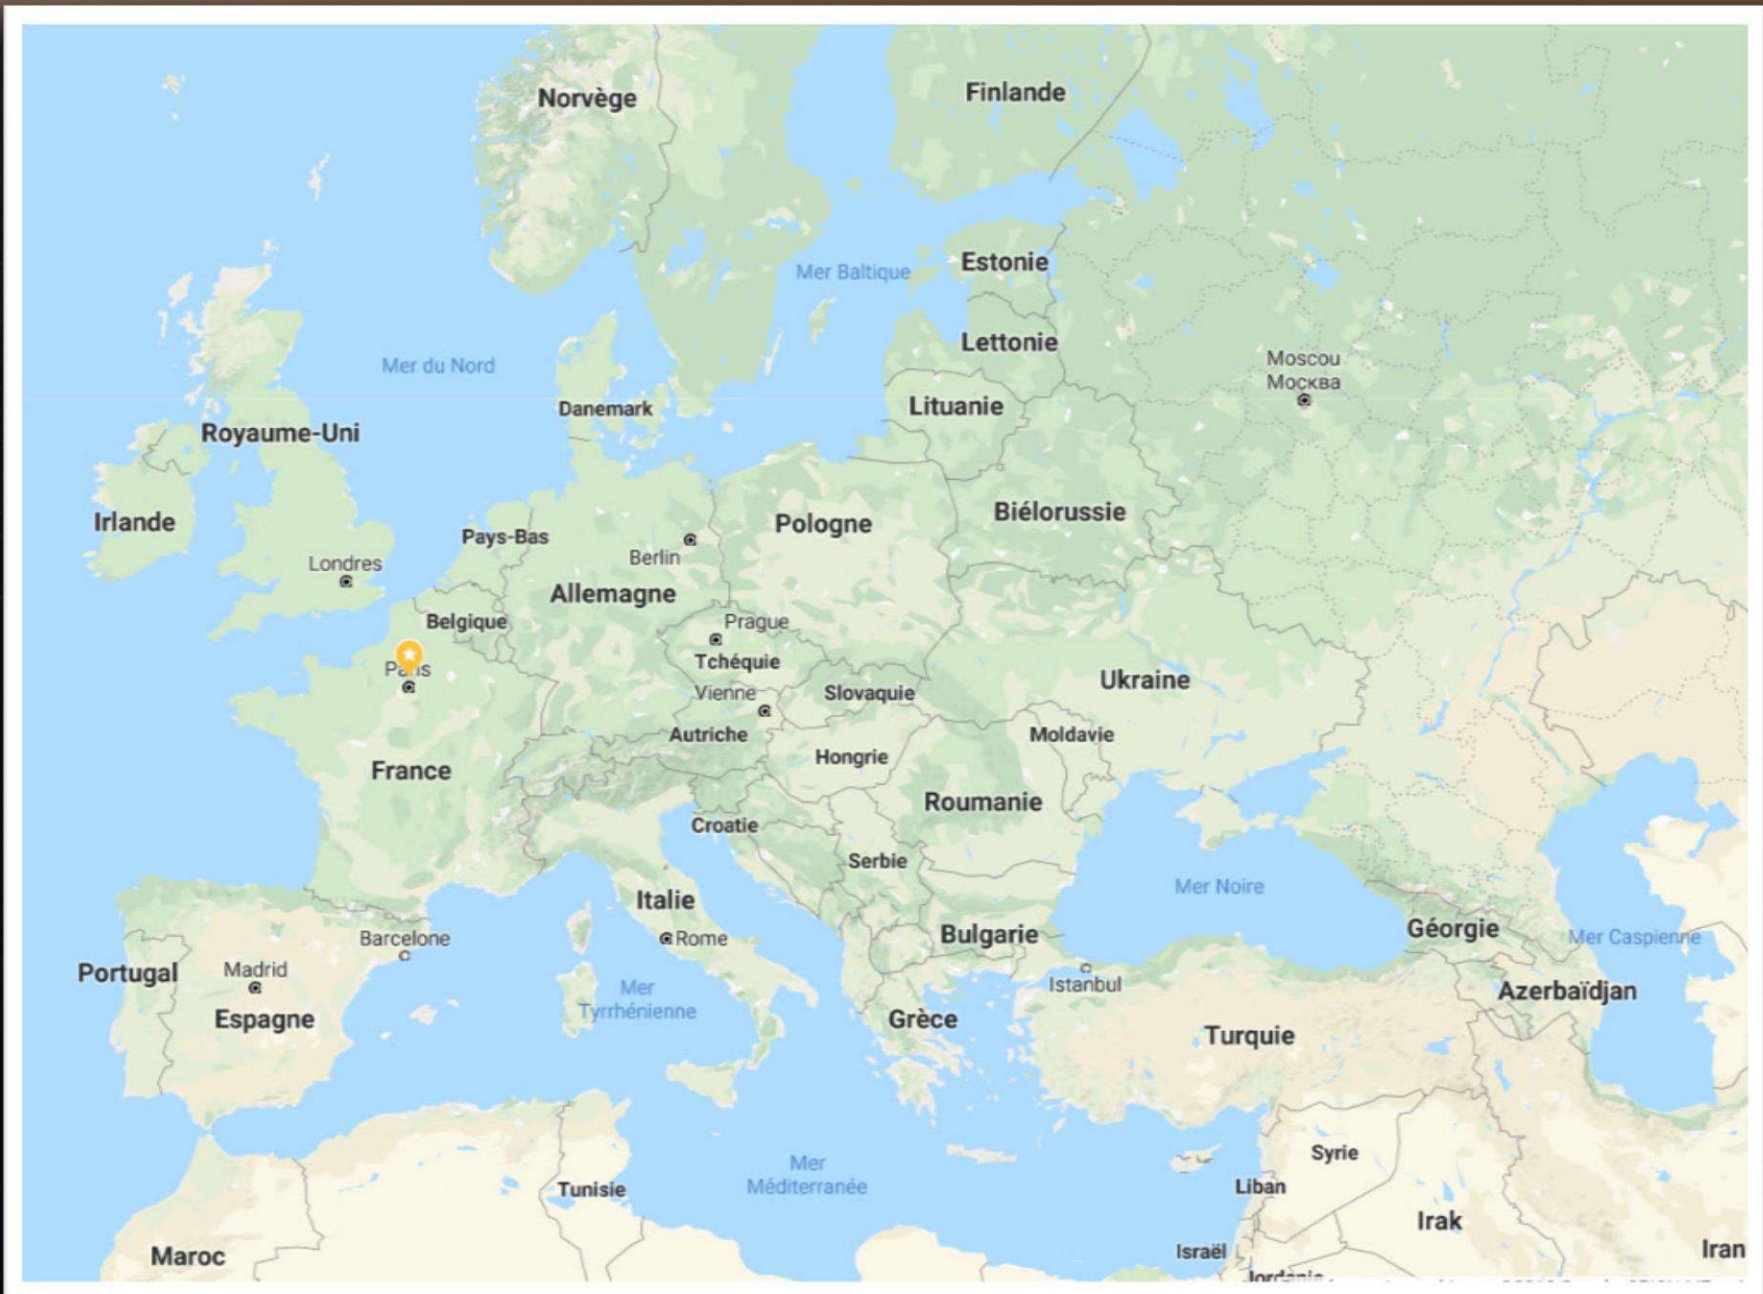 Norvège
Finlande
Estonie
Mer Baltique
Lettonie
Mer du Nord
Moscou
Москва
Danemark
Lituanie
Royaume-Uni
Irlande
Pays-Bas
Pologne
Biélorussie
Londres
Berlin
Allemagne
Belgique
Prague
Tchéquie
Paris
Vienne
Slovaquie
Ukraine
Autriche
Moldavie
Hongrie
France
Roumanie
Croatie
Serbie
Mer Noire
Italie
Géorgie
Barcelone
Rome
Bulgarie
Mer Caspienne
Portugal
Madrid
Istanbul
Mer
Tyrrhénienne
Azerbaïdjan
Espagne
Grèce
Turquie
Syrie
Mer
Méditerranée
Tunisie
Liban
Irak
Maroc
Israël
Iran